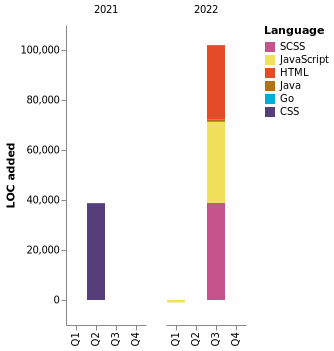 2021
2022
Language
SCSS
JavaScript
HTML
Java
Go
CSS
LOC added
100,000
80,000
60,000
40,000
20,000
0
Q1
Q2
Q3
Q4
Q1
Q2
Q3
Q4